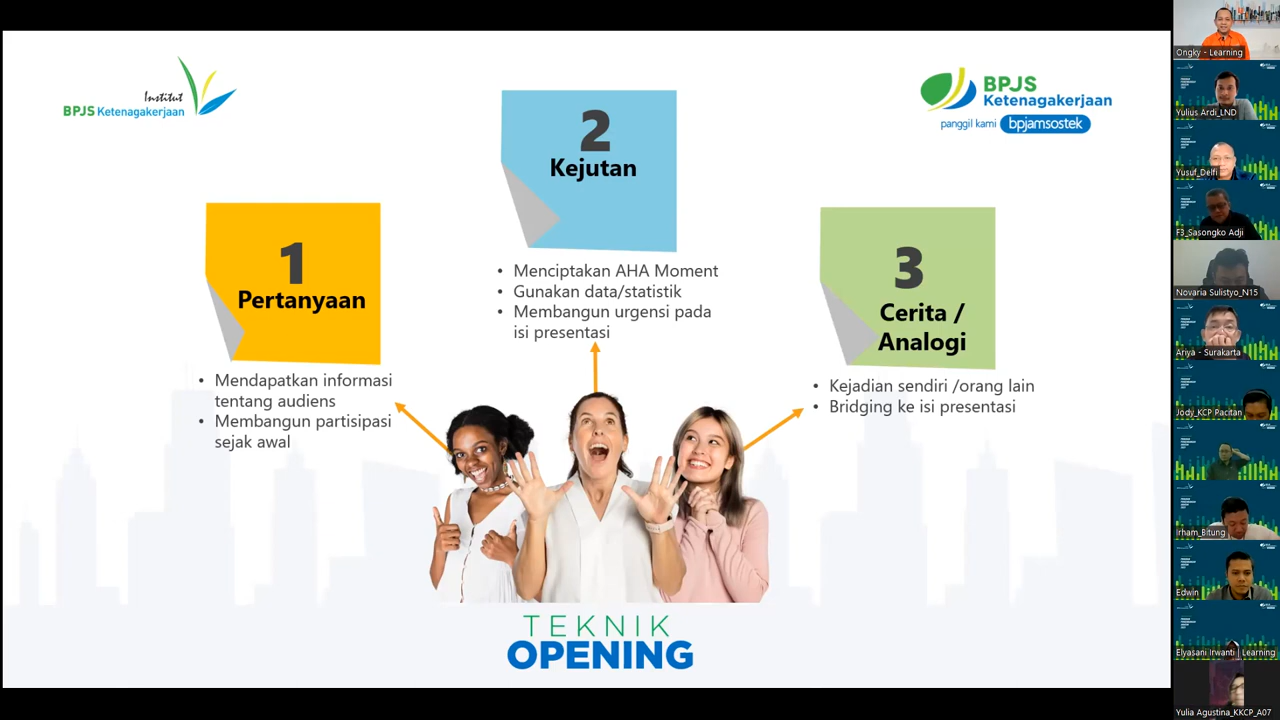 Institut
BPJS Ketenagakerjaan
BPJS
Ketenagakerjaan
panggil kami bpjamsostek
1
Pertanyaan
• Mendapatkan informasi
tentang audiens
• Membangun partisipasi
sejak awal
2
Kejutan
• Menciptakan AHA Moment
• Gunakan data/statistik
• Membangun urgensi pada
isi presentasi
3
Cerita /
Analogi
• Kejadian sendiri /orang lain
• Bridging ke isi presentasi
TEKNIK
OPENING
Ongky - Learning
Yulius Ardi_LND
Yusuf_Delfi
F3_Sasongko Adji
Novaria Sulistyo_N15
Ariya - Surakarta
Jody_KCP Pacitan
Irham_Bitung
Edwin
Elyasani Irwanti | Learning
Yulia Agustina_KKCP_A07